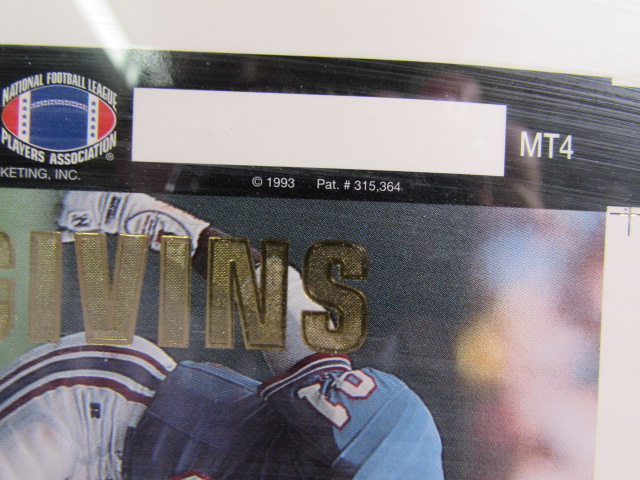 NATIONAL FOOTBALL LEAGUE
PLAYERS ASSOCIATION®
KETING, INC.
MT4
© 1993 Pat. # 315,364
GIVINS